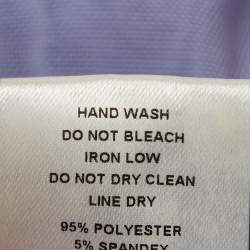 HAND WASH
DO NOT BLEACH
IRON LOW
DO NOT DRY CLEAN
LINE DRY
95% POLYESTER
5% SPANDEX